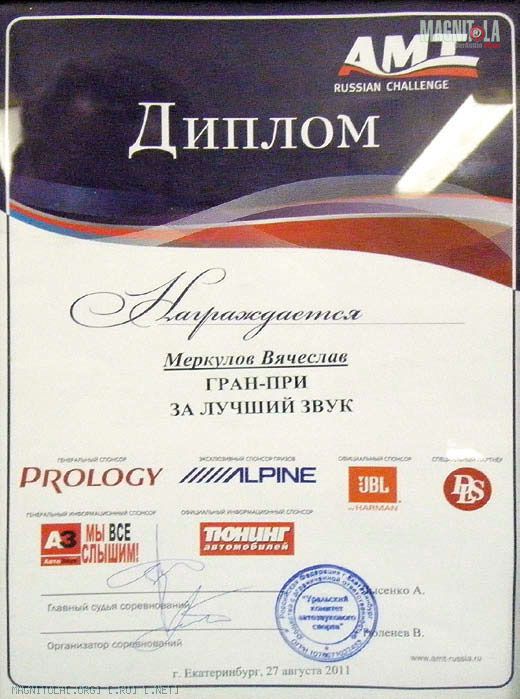 MAGNITOLA
AMT
RUSSIAN CHALLENGE
Диплом
Награждается
Меркулов Вячеслав
ГРАН-ПРИ
ЗА ЛУЧШИЙ ЗВУК
ГЕНЕРАЛЬНЫЙ СПОНСОР
ЭКСКЛЮЗИВНЫЙ СПОНСОР ПРИЗОВ
ОФИЦИАЛЬНЫЙ СПОНСОР
СПЕЦИАЛЬНЫЙ ПАРТНЕР
PROLOGY
ALPINE
JBL
by HARMAN
DLS
ГЕНЕРАЛЬНЫЙ ИНФОРМАЦИОННЫЙ СПОНСОР
ОФИЦИАЛЬНЫЙ ИНФОРМАЦИОННЫЙ СПОНСОР
АЗ
АвтоЗвук
МЫ ВСЕ
СЛЫШИМ!
ТЮНИНГ
автомобилей
Лысенко А.
Главный судья соревнований
"Уральский
комитет
автозвукового
спорта"
Тюленев В.
Организатор соревнований
www.amt-russia.ru
г. Екатеринбург, 27 августа 2011